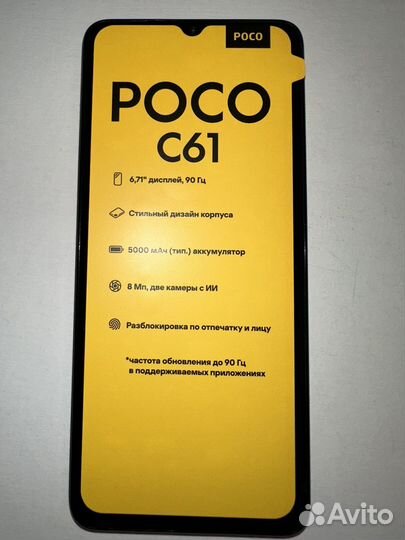 POCO
POCO
C61
6,71" дисплей, 90 Гц
Стильный дизайн корпуса
5000 мАч (тип.) аккумулятор
8 Мп, две камеры с ИИ
Разблокировка по отпечатку и лицу
*частота обновления до 90 Гц
в поддерживаемых приложениях
Avito